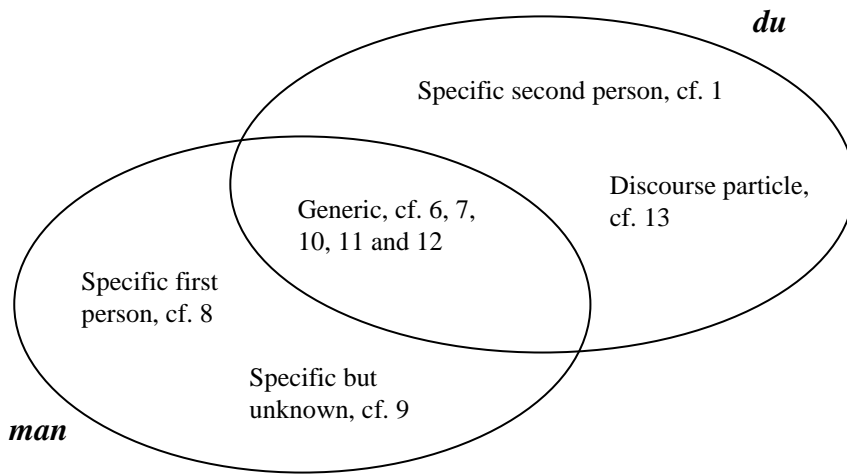 du
Specific second person, cf. 1
Discourse particle,
cf. 13
Generic, cf. 6, 7,
10, 11 and 12
Specific first
person, cf. 8
Specific but
unknown, cf. 9
man